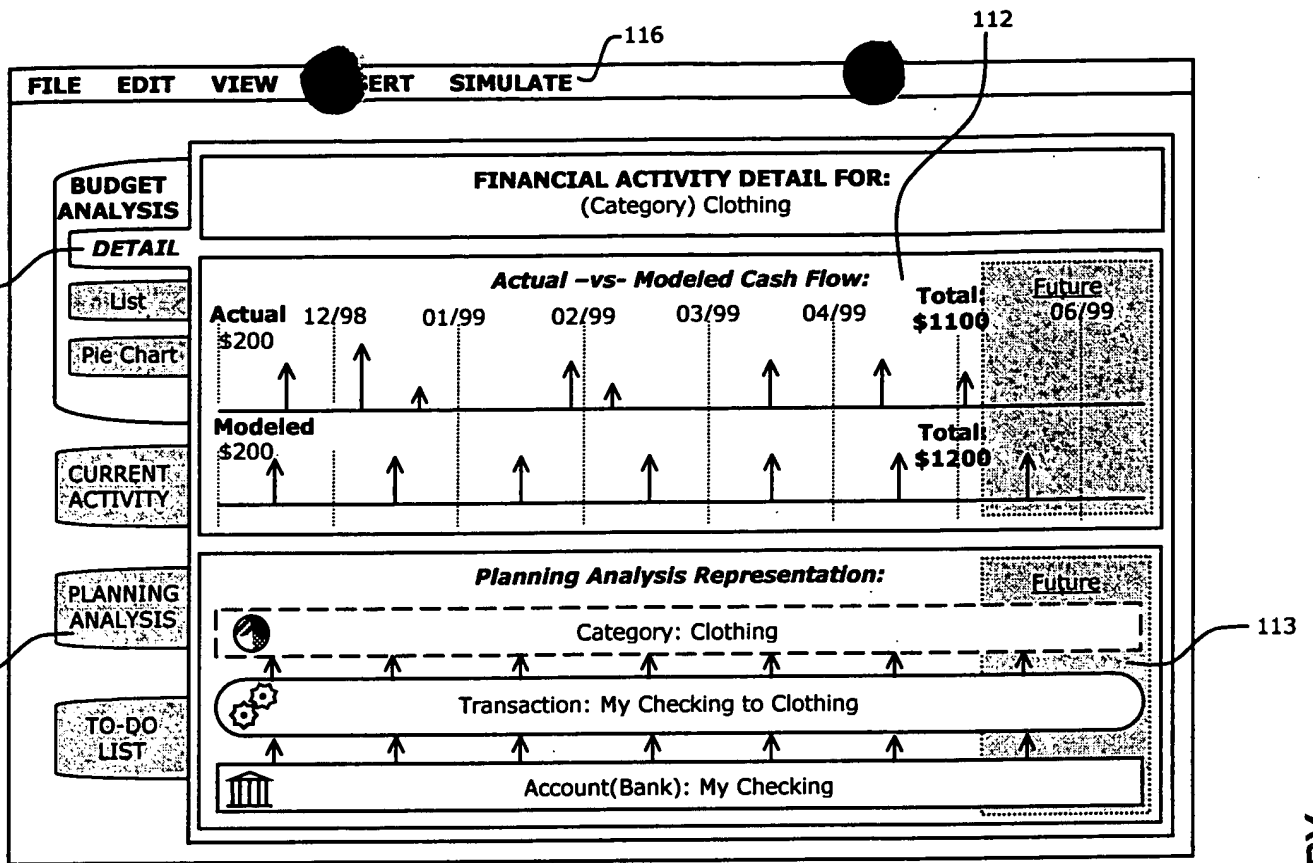 112
116
FILE EDIT VIEW ERT SIMULATE
BUDGET
ANALYSIS
DETAIL
List
Pie Chart
CURRENT
ACTIVITY
PLANNING
ANALYSIS
TO-DO
LIST
FINANCIAL ACTIVITY DETAIL FOR:
(Category) Clothing
Actual –vs- Modeled Cash Flow:
Actual 12/98 01/99 02/99 03/99 04/99 Total: Future
$200 $1100 06/99
Modeled Total:
$200 $1200
Planning Analysis Representation: Future
Category: Clothing
113
Transaction: My Checking to Clothing
Account(Bank): My Checking